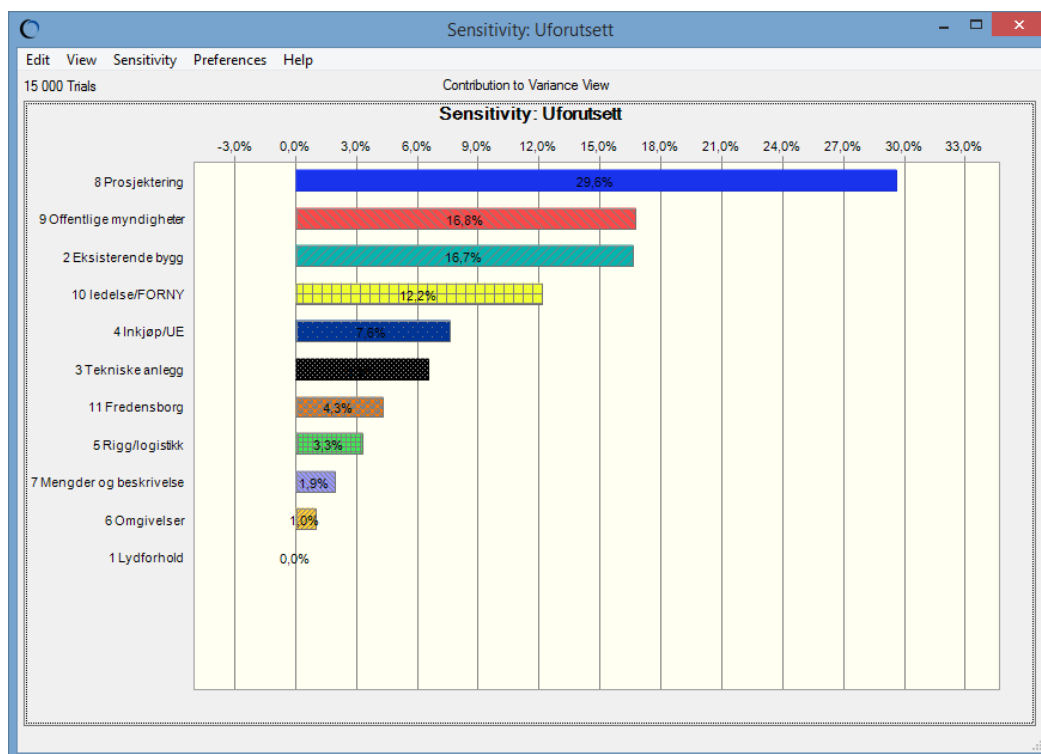 Sensitivity: Uforutsett
Edit View Sensitivity Preferences Help
15 000 Trials Contribution to Variance View
Sensitivity: Uforutsett
-3,0% 0,0% 3,0% 6,0% 9,0% 12,0% 15,0% 18,0% 21,0% 24,0% 27,0% 30,0% 33,0%
8 Prosjektering 29,6%
9 Offentlige myndigheter 16,8%
2 Eksisterende bygg 16,7%
10 ledelse/FORNY 12,2%
4 Inkjøp/UE 7,6%
3 Tekniske anlegg
11 Fredensborg 4,3%
5 Rigg/logistikk 3,3%
7 Mengder og beskrivelse 1,9%
6 Omgivelser 1,0%
1 Lydforhold 0,0%